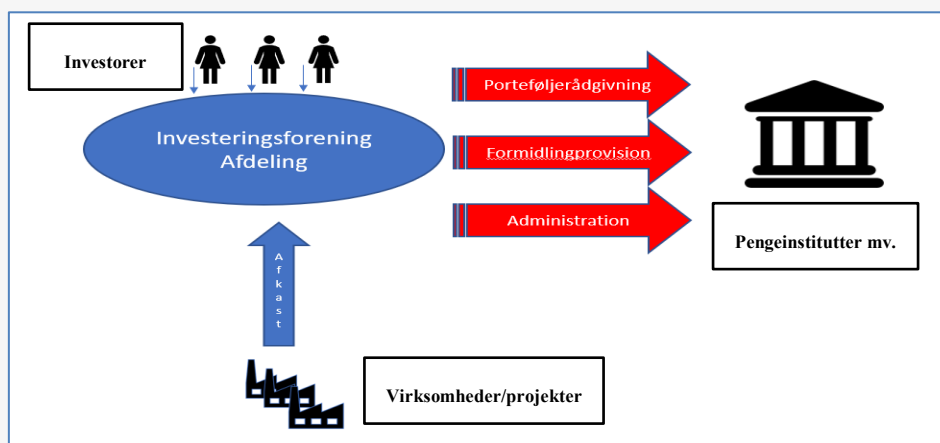 Investorer
Investeringsforening
Afdeling
Porteføljerådgivning
Formidlingprovision
Administration
Pengeinstitutter mv.
Afkast
Virksomheder/projekter